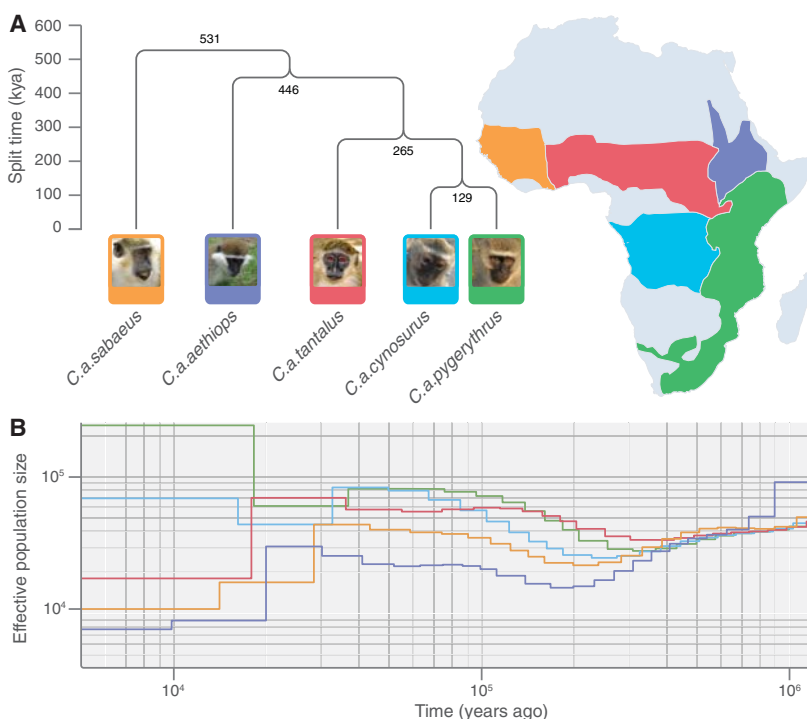 A
Split time (kya)
600
500
400
300
200
100
0
531
446
265
129
C.a.sabaeus
C.a.aethiops
C.a.tantalus
C.a.cynosurus
C.a.pygerythrus
B
Effective population size
10⁵
10⁴
10⁴
10⁵
10⁶
Time (years ago)